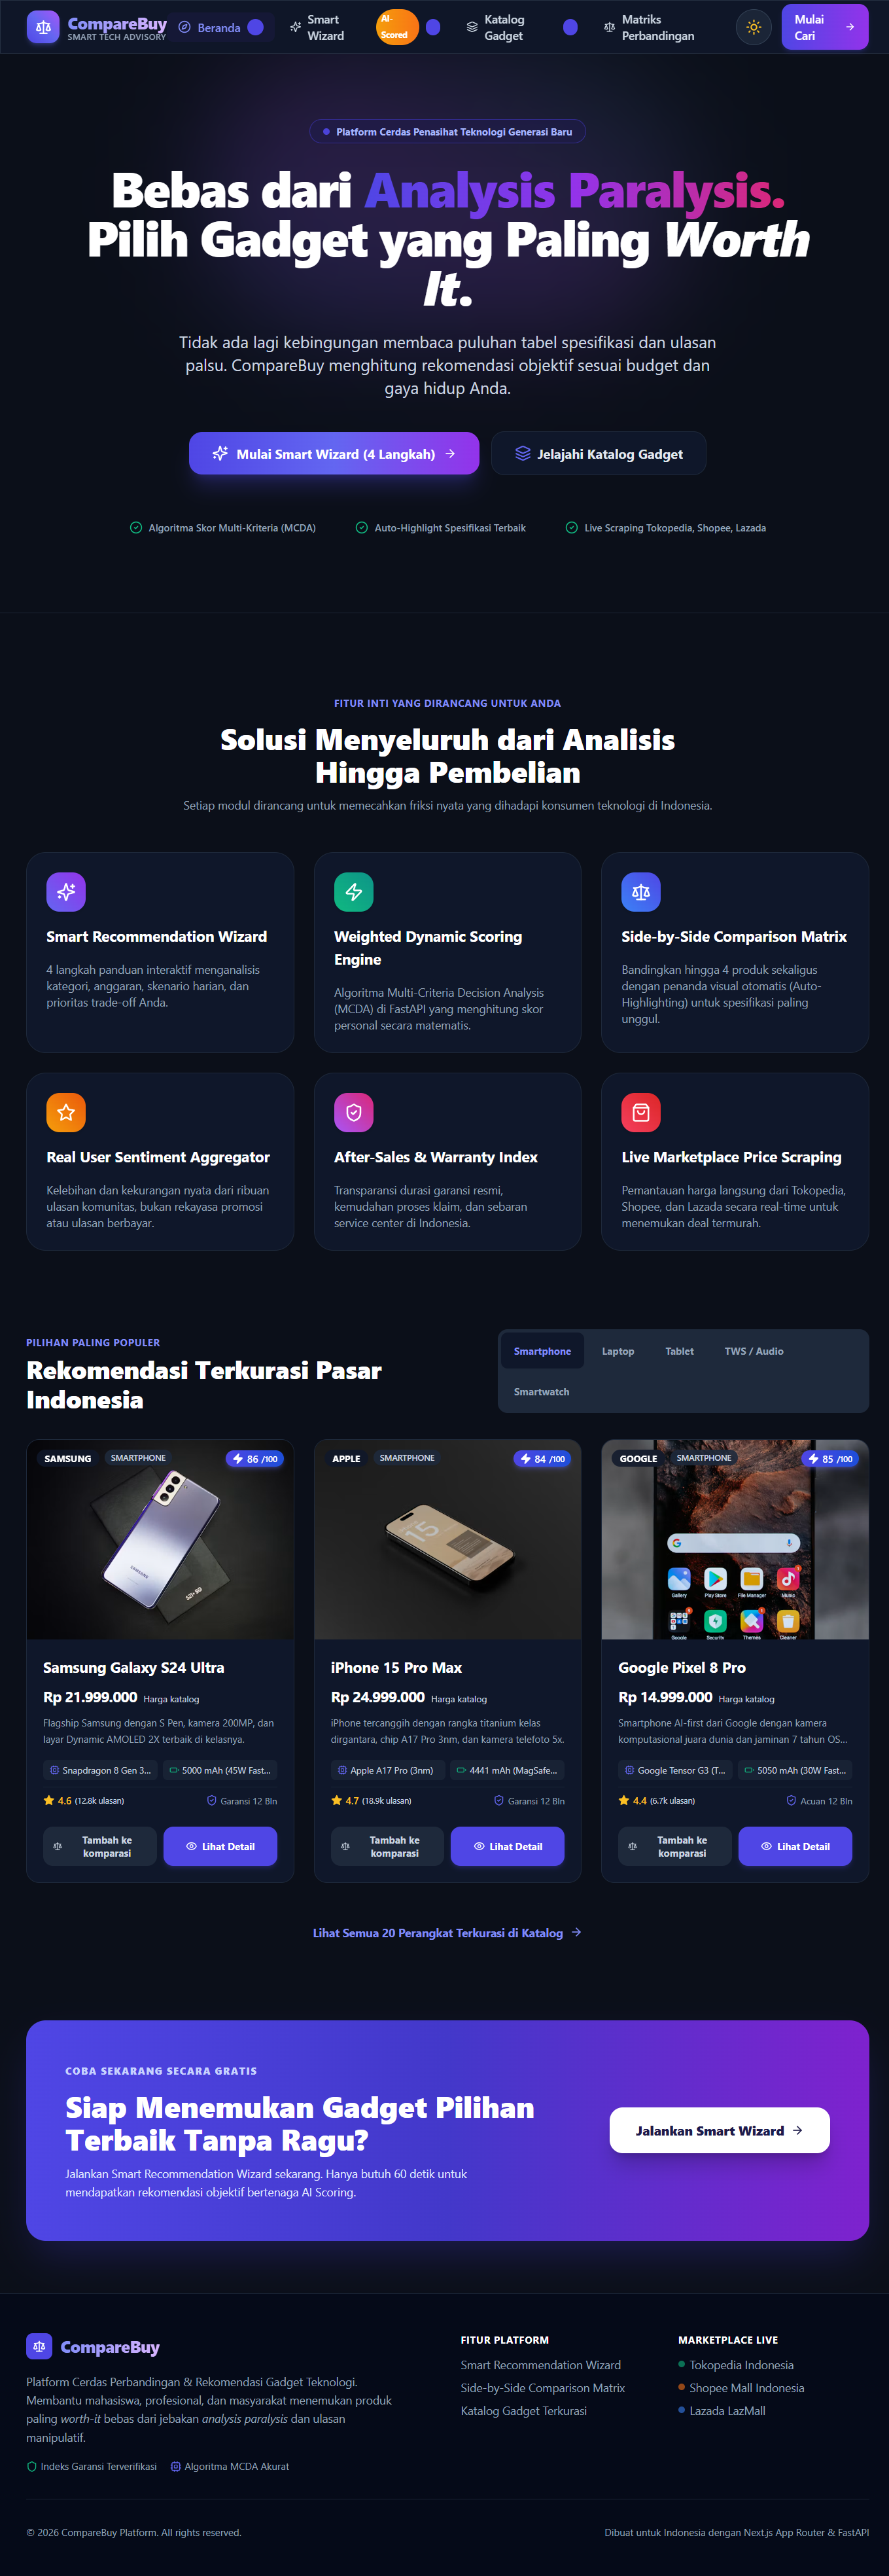 CompareBuy
SMART TECH ADVISORY
Beranda
Smart
Wizard
AI-
Scored
Katalog
Gadget
Matriks
Perbandingan
Mulai
Cari
Platform Cerdas Penasihat Teknologi Generasi Baru
Bebas dari Analysis Paralysis.
Pilih Gadget yang Paling Worth
It.
Tidak ada lagi kebingungan membaca puluhan tabel spesifikasi dan ulasan
palsu. CompareBuy menghitung rekomendasi objektif sesuai budget dan
gaya hidup Anda.
Mulai Smart Wizard (4 Langkah)
Jelajahi Katalog Gadget
Algoritma Skor Multi-Kriteria (MCDA)
Auto-Highlight Spesifikasi Terbaik
Live Scraping Tokopedia, Shopee, Lazada
FITUR INTI YANG DIRANCANG UNTUK ANDA
Solusi Menyeluruh dari Analisis
Hingga Pembelian
Setiap modul dirancang untuk memecahkan friksi nyata yang dihadapi konsumen teknologi di Indonesia.
Smart Recommendation Wizard
4 langkah panduan interaktif menganalisis
kategori, anggaran, skenario harian, dan
prioritas trade-off Anda.
Weighted Dynamic Scoring
Engine
Algoritma Multi-Criteria Decision Analysis
(MCDA) di FastAPI yang menghitung skor
personal secara matematis.
Side-by-Side Comparison Matrix
Bandingkan hingga 4 produk sekaligus
dengan penanda visual otomatis (Auto-
Highlighting) untuk spesifikasi paling
unggul.
Real User Sentiment Aggregator
Kelebihan dan kekurangan nyata dari ribuan
ulasan komunitas, bukan rekayasa promosi
atau ulasan berbayar.
After-Sales & Warranty Index
Transparansi durasi garansi resmi,
kemudahan proses klaim, dan sebaran
service center di Indonesia.
Live Marketplace Price Scraping
Pemantauan harga langsung dari Tokopedia,
Shopee, dan Lazada secara real-time untuk
menemukan deal termurah.
PILIHAN PALING POPULER
Rekomendasi Terkurasi Pasar
Indonesia
Smartphone
Laptop
Tablet
TWS / Audio
Smartwatch
SAMSUNG
SMARTPHONE
86 /100
SAMSUNG
S21+ 5G
Samsung Galaxy S24 Ultra
Rp 21.999.000 Harga katalog
Flagship Samsung dengan S Pen, kamera 200MP, dan
layar Dynamic AMOLED 2X terbaik di kelasnya.
Snapdragon 8 Gen 3...
5000 mAh (45W Fast...
4.6 (12.8k ulasan)
Garansi 12 Bln
Tambah ke
komparasi
Lihat Detail
APPLE
SMARTPHONE
84 /100
15
iPhone 15 Pro Max
Rp 24.999.000 Harga katalog
iPhone tercanggih dengan rangka titanium kelas
dirgantara, chip A17 Pro 3nm, dan kamera telefoto 5x.
Apple A17 Pro (3nm)
4441 mAh (MagSafe...
4.7 (18.9k ulasan)
Garansi 12 Bln
Tambah ke
komparasi
Lihat Detail
GOOGLE
SMARTPHONE
85 /100
Gallery
Play Store
File Manager
Music
Google
Security
Themes
Cleaner
Google Pixel 8 Pro
Rp 14.999.000 Harga katalog
Smartphone AI-first dari Google dengan kamera
komputasional juara dunia dan jaminan 7 tahun OS...
Google Tensor G3 (T...
5050 mAh (30W Fast...
4.4 (6.7k ulasan)
Acuan 12 Bln
Tambah ke
komparasi
Lihat Detail
Lihat Semua 20 Perangkat Terkurasi di Katalog
COBA SEKARANG SECARA GRATIS
Siap Menemukan Gadget Pilihan
Terbaik Tanpa Ragu?
Jalankan Smart Recommendation Wizard sekarang. Hanya butuh 60 detik untuk
mendapatkan rekomendasi objektif bertenaga AI Scoring.
Jalankan Smart Wizard
CompareBuy
Platform Cerdas Perbandingan & Rekomendasi Gadget Teknologi.
Membantu mahasiswa, profesional, dan masyarakat menemukan produk
paling worth-it bebas dari jebakan analysis paralysis dan ulasan
manipulatif.
Indeks Garansi Terverifikasi
Algoritma MCDA Akurat
FITUR PLATFORM
Smart Recommendation Wizard
Side-by-Side Comparison Matrix
Katalog Gadget Terkurasi
MARKETPLACE LIVE
Tokopedia Indonesia
Shopee Mall Indonesia
Lazada LazMall
© 2026 CompareBuy Platform. All rights reserved.
Dibuat untuk Indonesia dengan Next.js App Router & FastAPI